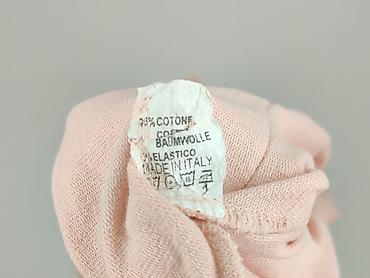 % COTONE
BAUMWOLLE
ELASTICO
MADE IN ITALY